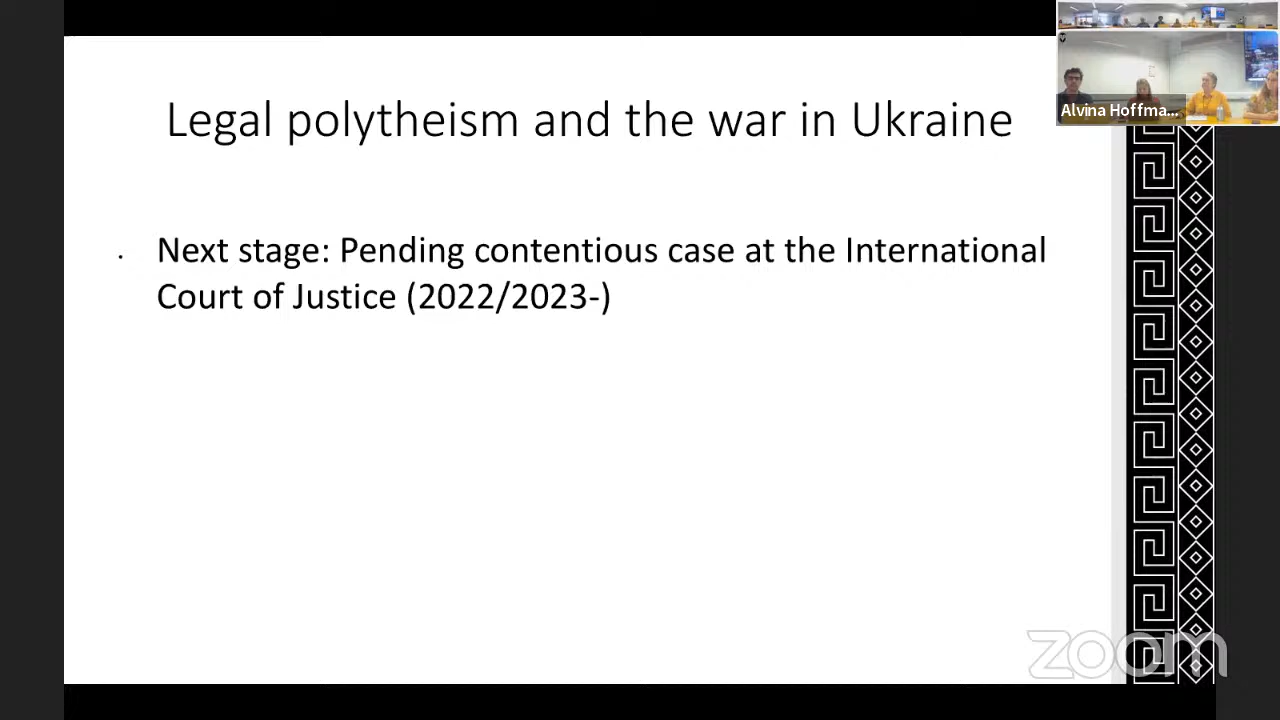 Legal polytheism and the war in Ukraine
Alvina Hoffma...
• Next stage: Pending contentious case at the International
Court of Justice (2022/2023-)
zoom